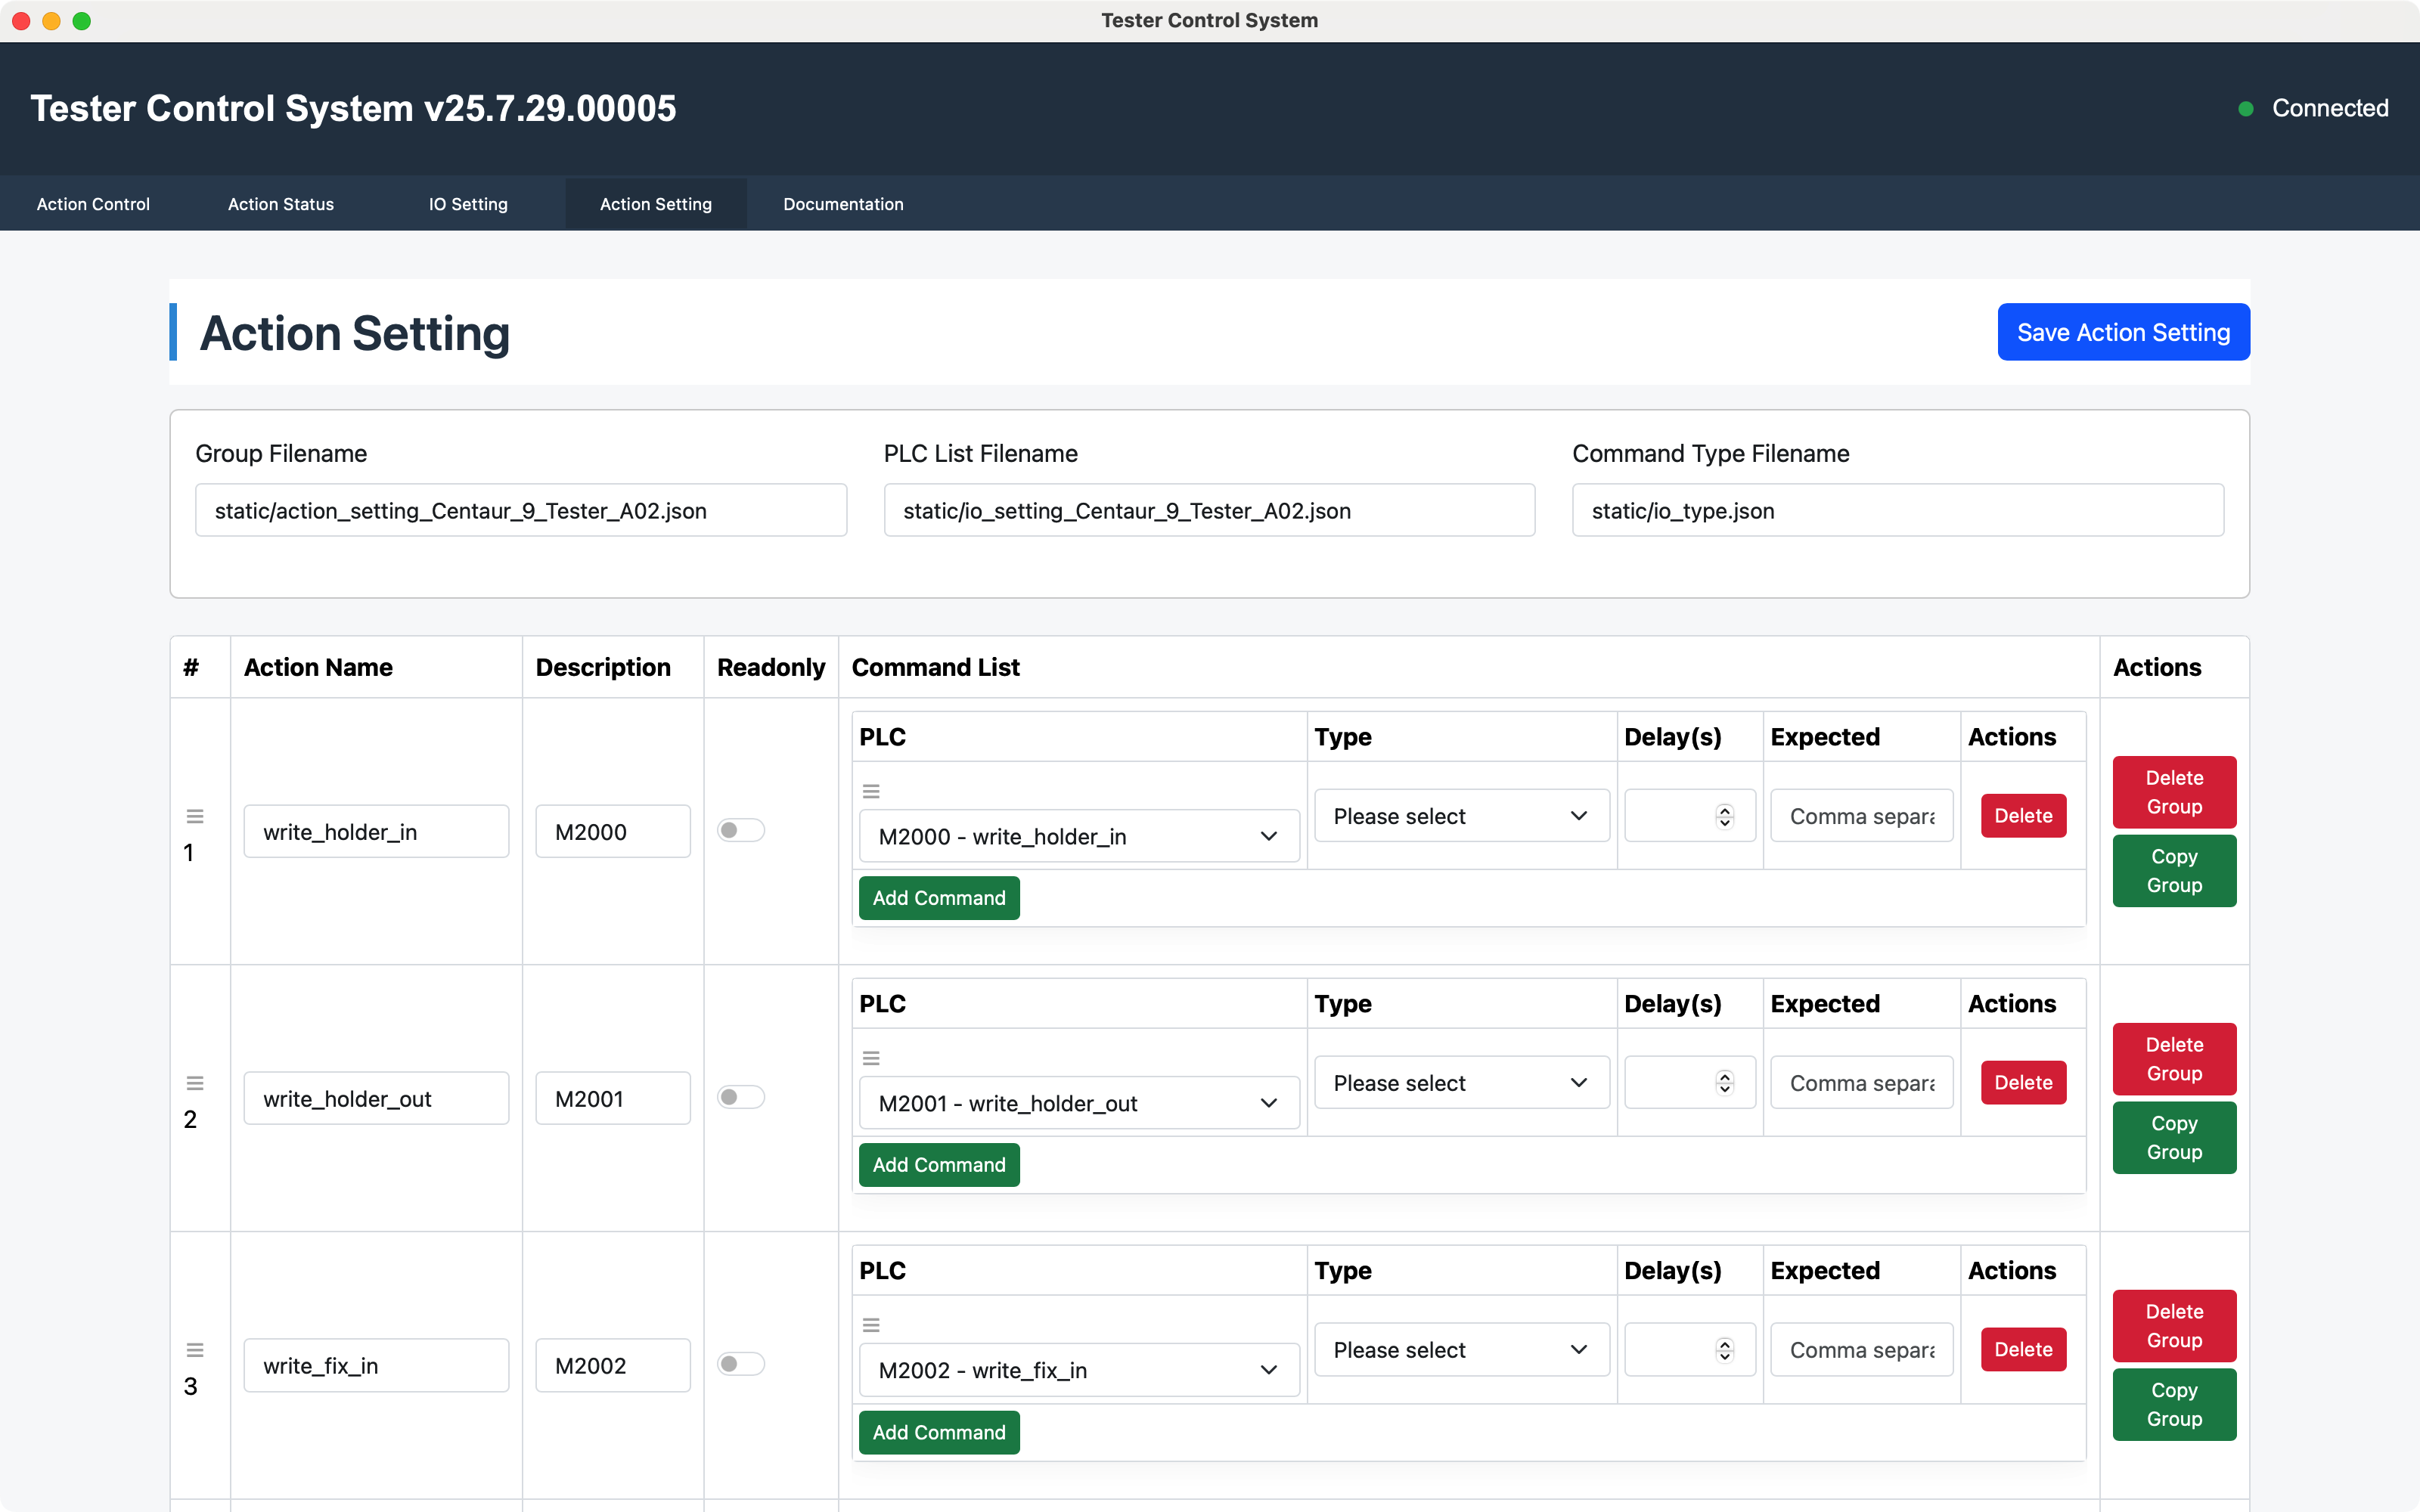 Tester Control System
Tester Control System v25.7.29.00005
Connected
Action Control
Action Status
IO Setting
Action Setting
Documentation
Action Setting
Save Action Setting
Group Filename
PLC List Filename
Command Type Filename
static/action_setting_Centaur_9_Tester_A02.json
static/io_setting_Centaur_9_Tester_A02.json
static/io_type.json
# Action Name Description Readonly Command List Actions
PLC Type Delay(s) Expected Actions
1
write_holder_in
M2000
M2000 - write_holder_in
Please select
Comma separa
Delete
Add Command
Delete
Group
Copy
Group
PLC Type Delay(s) Expected Actions
2
write_holder_out
M2001
M2001 - write_holder_out
Please select
Comma separa
Delete
Add Command
Delete
Group
Copy
Group
PLC Type Delay(s) Expected Actions
3
write_fix_in
M2002
M2002 - write_fix_in
Please select
Comma separa
Delete
Add Command
Delete
Group
Copy
Group